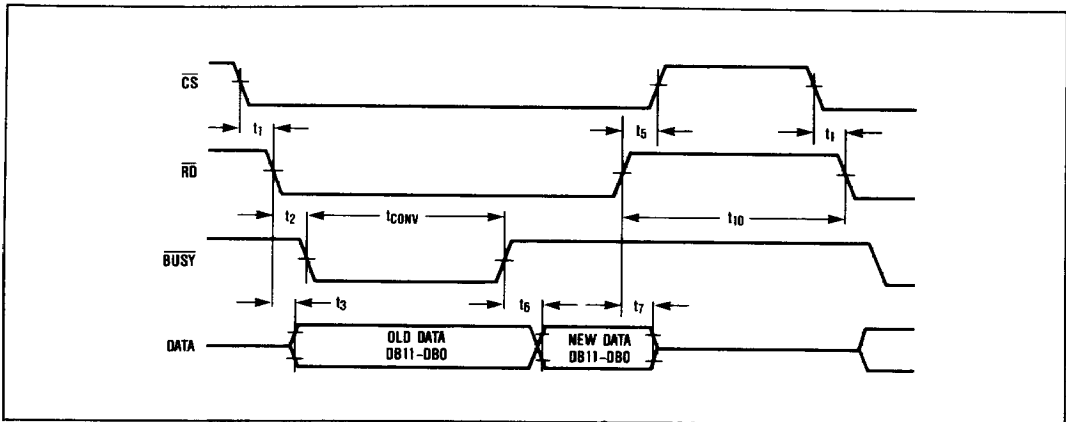 CS
t1
t5
t1
RD
t2
tCONV
t10
BUSY
t3
t6
t7
DATA
OLD DATA
DB11-DB0
NEW DATA
DB11-DB0